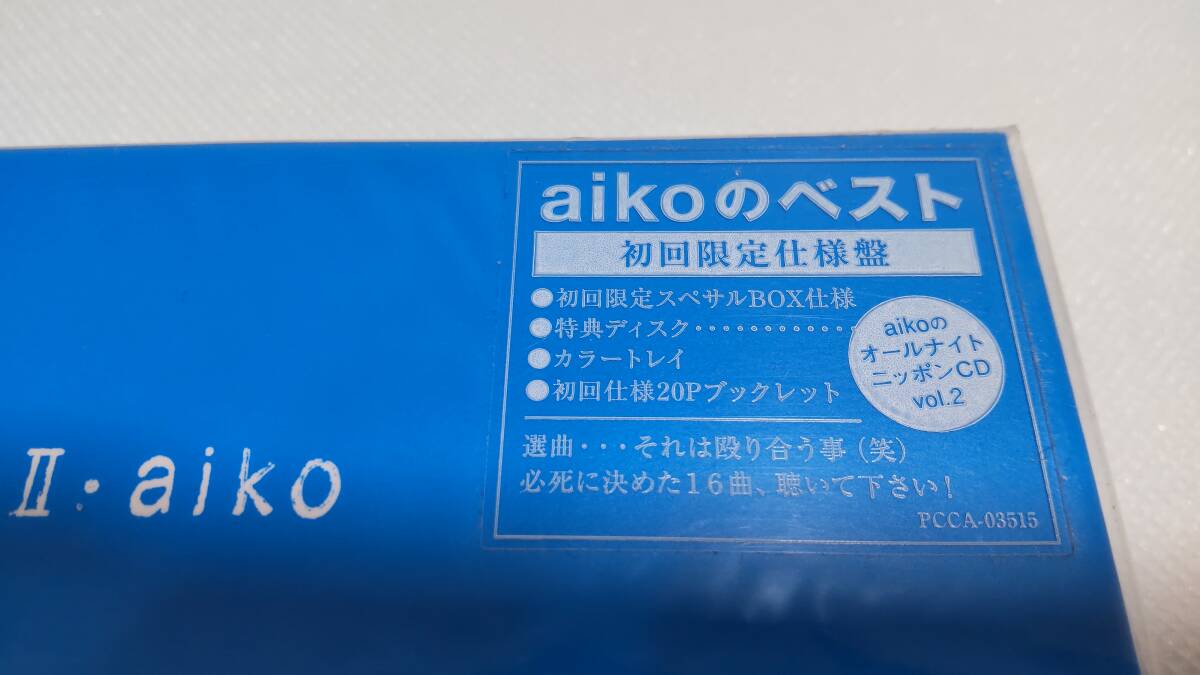 aikoのベスト
初回限定仕様盤
●初回限定スペサルBOX仕様
●特典ディスク・・・・・・・・・・・・
●カラートレイ
●初回仕様20Pブックレット
aikoの
オールナイト
ニッポンCD
vol.2
選曲・・・それは殴り合う事（笑）
必死に決めた16曲、聴いて下さい！
PCCA-03515
Ⅱ・aiko